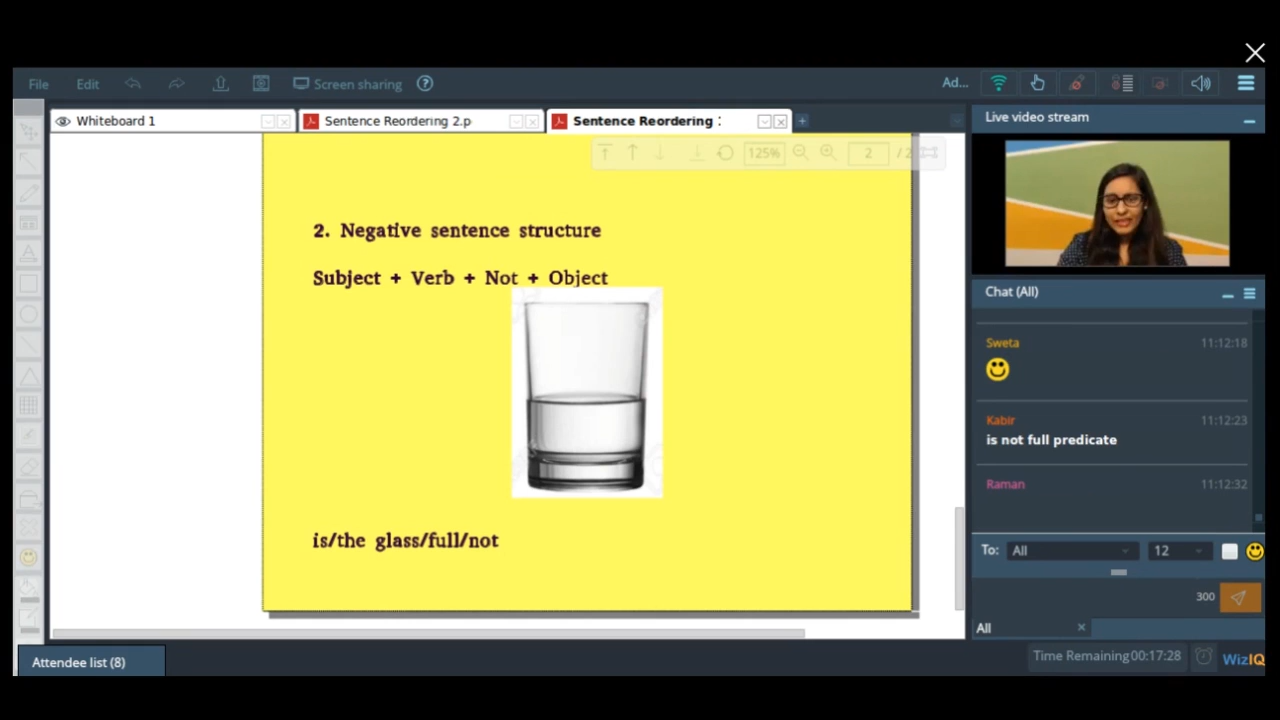 File Edit Screen sharing ? Ad...
Whiteboard 1 Sentence Reordering 2.p Sentence Reordering
125% 2 / 2
2. Negative sentence structure
Subject + Verb + Not + Object
is/the glass/full/not
Live video stream
Chat (All)
Sweta 11:12:18
Kabir 11:12:23
is not full predicate
Raman 11:12:32
To: All 12
300
All
Attendee list (8)
Time Remaining 00:17:28 WizIQ